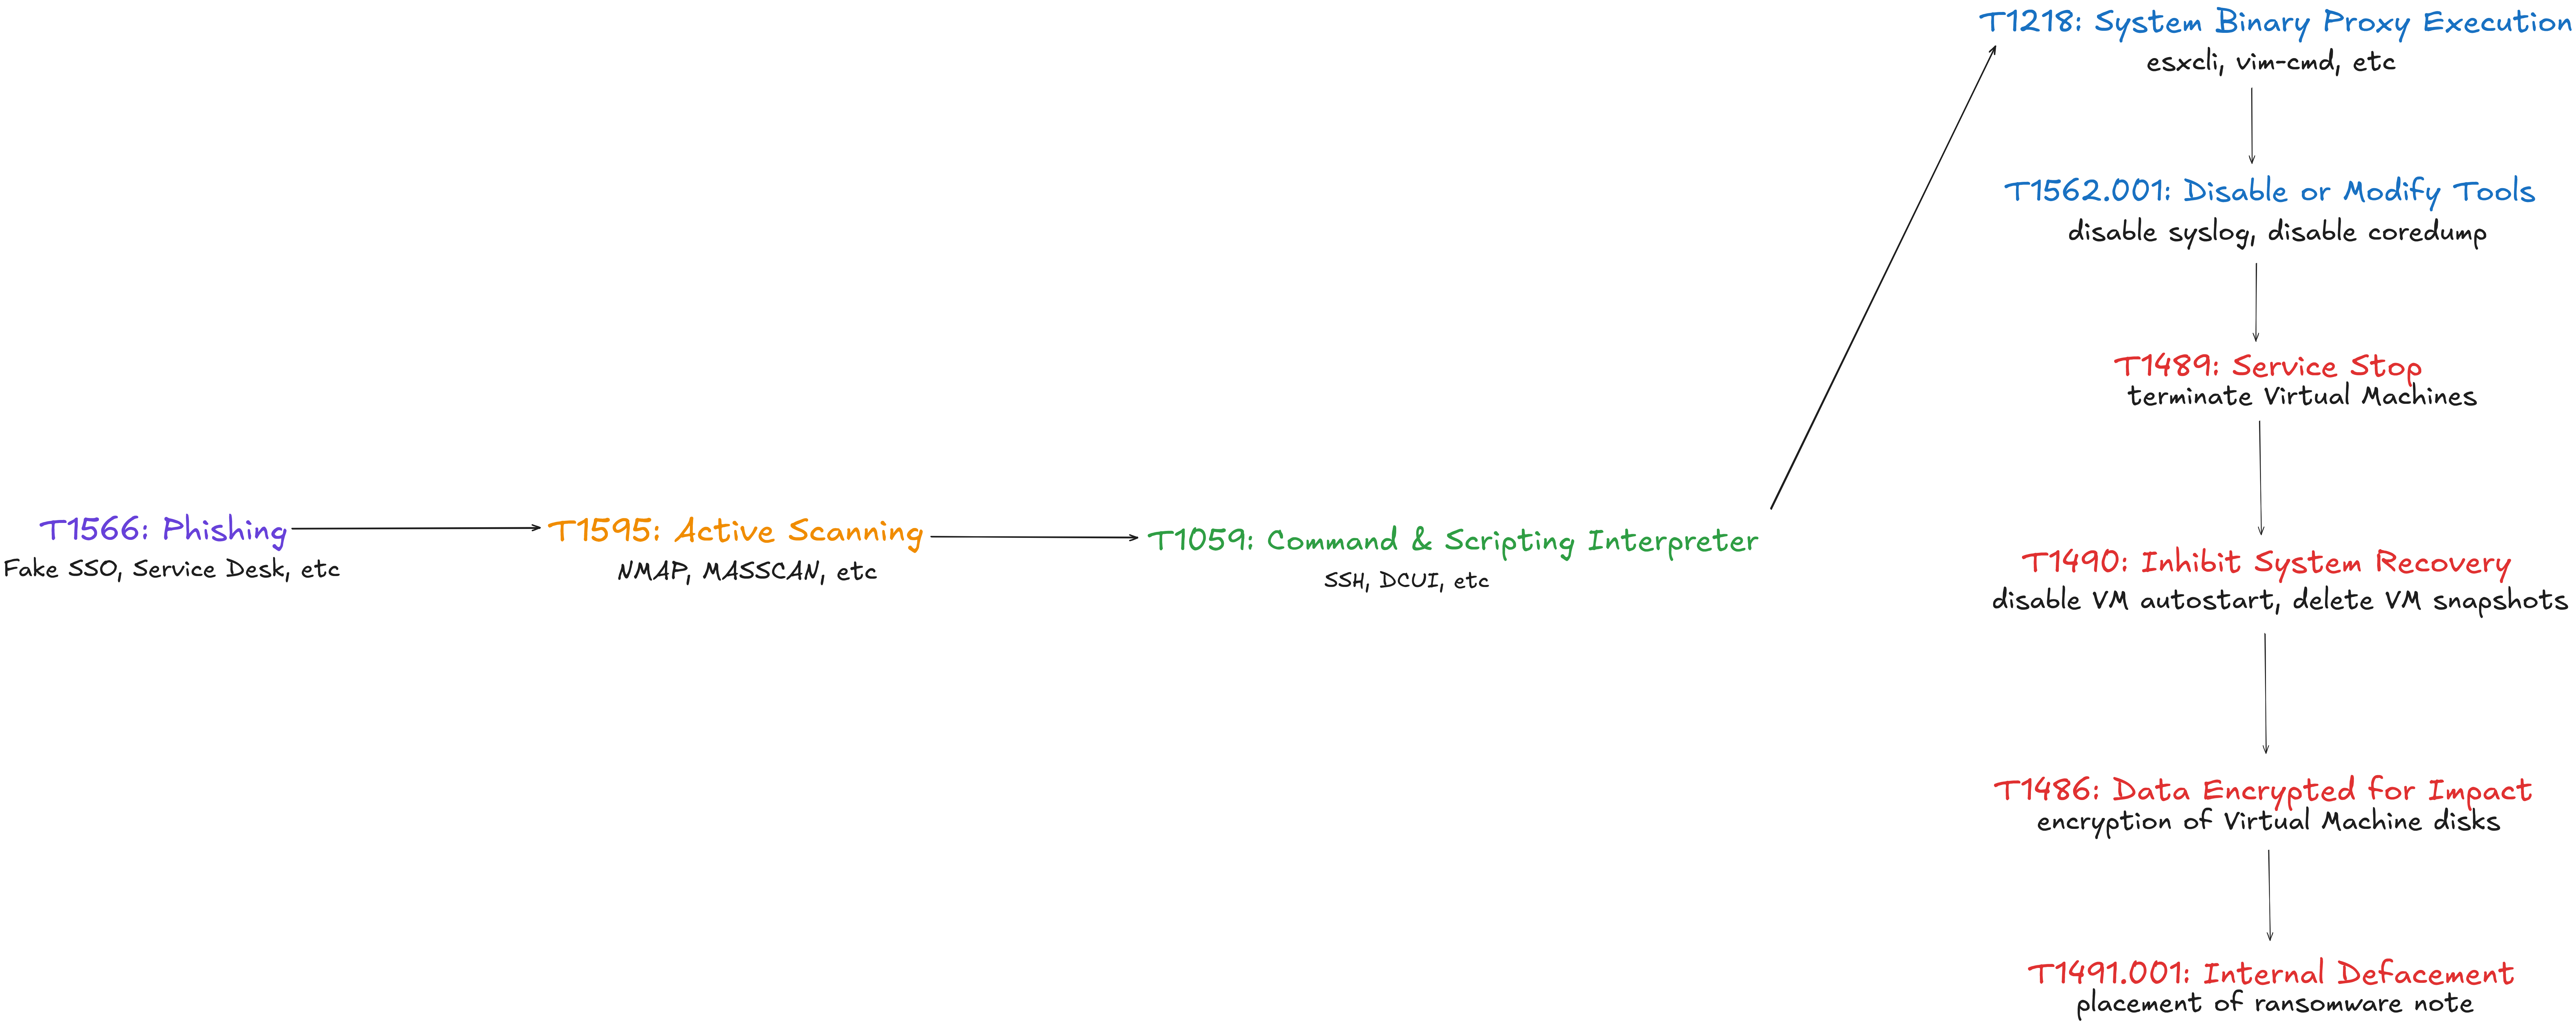 T1566: Phishing
Fake SSO, Service Desk, etc
T1595: Active Scanning
NMAP, MASSCAN, etc
T1059: Command & Scripting Interpreter
SSH, DCUI, etc
T1218: System Binary Proxy Execution
esxcli, vim-cmd, etc
T1562.001: Disable or Modify Tools
disable syslog, disable coredump
T1489: Service Stop
terminate Virtual Machines
T1490: Inhibit System Recovery
disable VM autostart, delete VM snapshots
T1486: Data Encrypted for Impact
encryption of Virtual Machine disks
T1491.001: Internal Defacement
placement of ransomware note